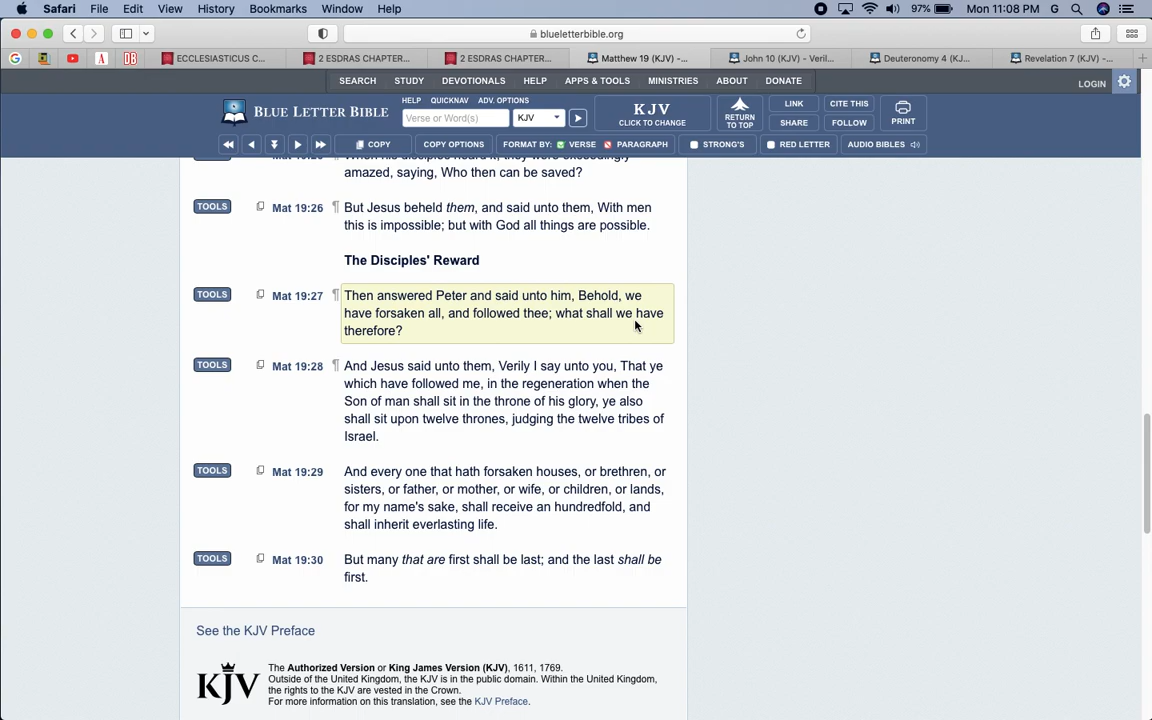 Safari File Edit View History Bookmarks Window Help 97% Mon 11:08 PM G
blueletterbible.org
G A DB ECCLESIASTICUS C... 2 ESDRAS CHAPTER... 2 ESDRAS CHAPTER... Matthew 19 (KJV) -... John 10 (KJV) - Veril... Deuteronomy 4 (KJ... Revelation 7 (KJV) -...
SEARCH STUDY DEVOTIONALS HELP APPS & TOOLS MINISTRIES ABOUT DONATE LOGIN
BLUE LETTER BIBLE
HELP QUICKNAV ADV. OPTIONS
Verse or Word(s) KJV
KJV
CLICK TO CHANGE
RETURN
TO TOP
LINK CITE THIS
SHARE FOLLOW
PRINT
COPY COPY OPTIONS FORMAT BY: VERSE PARAGRAPH STRONG'S RED LETTER AUDIO BIBLES
amazed, saying, Who then can be saved?
TOOLS Mat 19:26 ¶ But Jesus beheld them, and said unto them, With men
this is impossible; but with God all things are possible.
The Disciples' Reward
TOOLS Mat 19:27 ¶ Then answered Peter and said unto him, Behold, we
have forsaken all, and followed thee; what shall we have
therefore?
TOOLS Mat 19:28 ¶ And Jesus said unto them, Verily I say unto you, That ye
which have followed me, in the regeneration when the
Son of man shall sit in the throne of his glory, ye also
shall sit upon twelve thrones, judging the twelve tribes of
Israel.
TOOLS Mat 19:29 And every one that hath forsaken houses, or brethren, or
sisters, or father, or mother, or wife, or children, or lands,
for my name's sake, shall receive an hundredfold, and
shall inherit everlasting life.
TOOLS Mat 19:30 But many that are first shall be last; and the last shall be
first.
See the KJV Preface
KJV
The Authorized Version or King James Version (KJV), 1611, 1769.
Outside of the United Kingdom, the KJV is in the public domain. Within the United Kingdom,
the rights to the KJV are vested in the Crown.
For more information on this translation, see the KJV Preface.